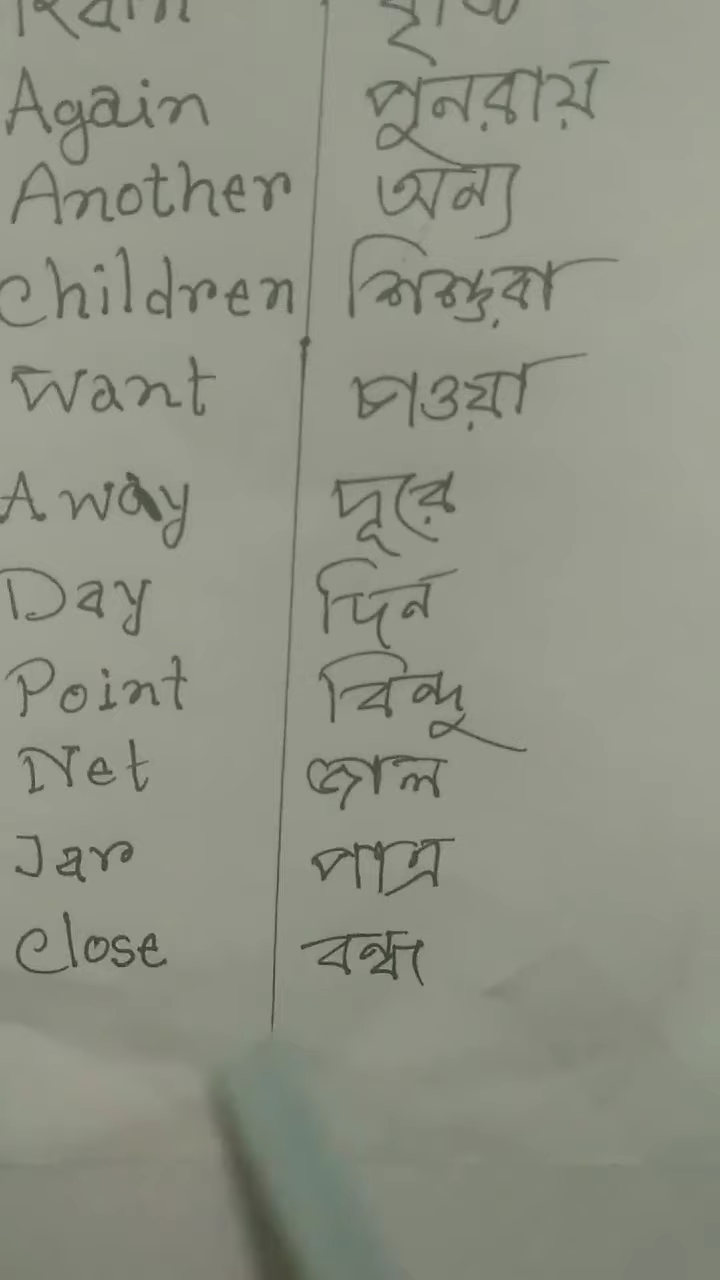 Again পুনরায়
Another অন্য
Children শিশুরা
Want চাওয়া
Away দূরে
Day দিন
Point বিন্দু
Net জাল
Jar পাত্র
Close বন্ধ